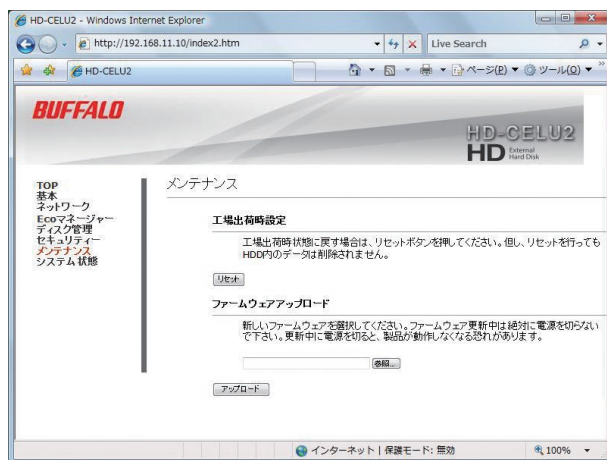 HD-CELU2 - Windows Internet Explorer
http://192.168.11.10/index2.htm
Live Search
HD-CELU2
ページ(P)
ツール(O)
BUFFALO
HD-CELU2
HD External Hard Disk
TOP
基本
ネットワーク
Ecoマネージャー
ディスク管理
セキュリティー
メンテナンス
システム状態
メンテナンス
工場出荷時設定
工場出荷時状態に戻す場合は、リセットボタンを押してください。但し、リセットを行っても
HDD内のデータは削除されません。
リセット
ファームウェアアップロード
新しいファームウェアを選択してください。ファームウェア更新中は絶対に電源を切らない
で下さい。更新中に電源を切ると、製品が動作しなくなる恐れがあります。
参照...
アップロード
インターネット | 保護モード: 無効
100%